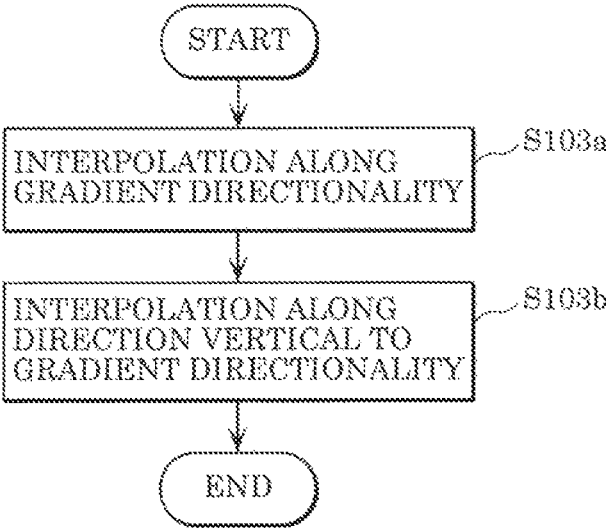 START
INTERPOLATION ALONG
GRADIENT DIRECTIONALITY
S103a
INTERPOLATION ALONG
DIRECTION VERTICAL TO
GRADIENT DIRECTIONALITY
S103b
END